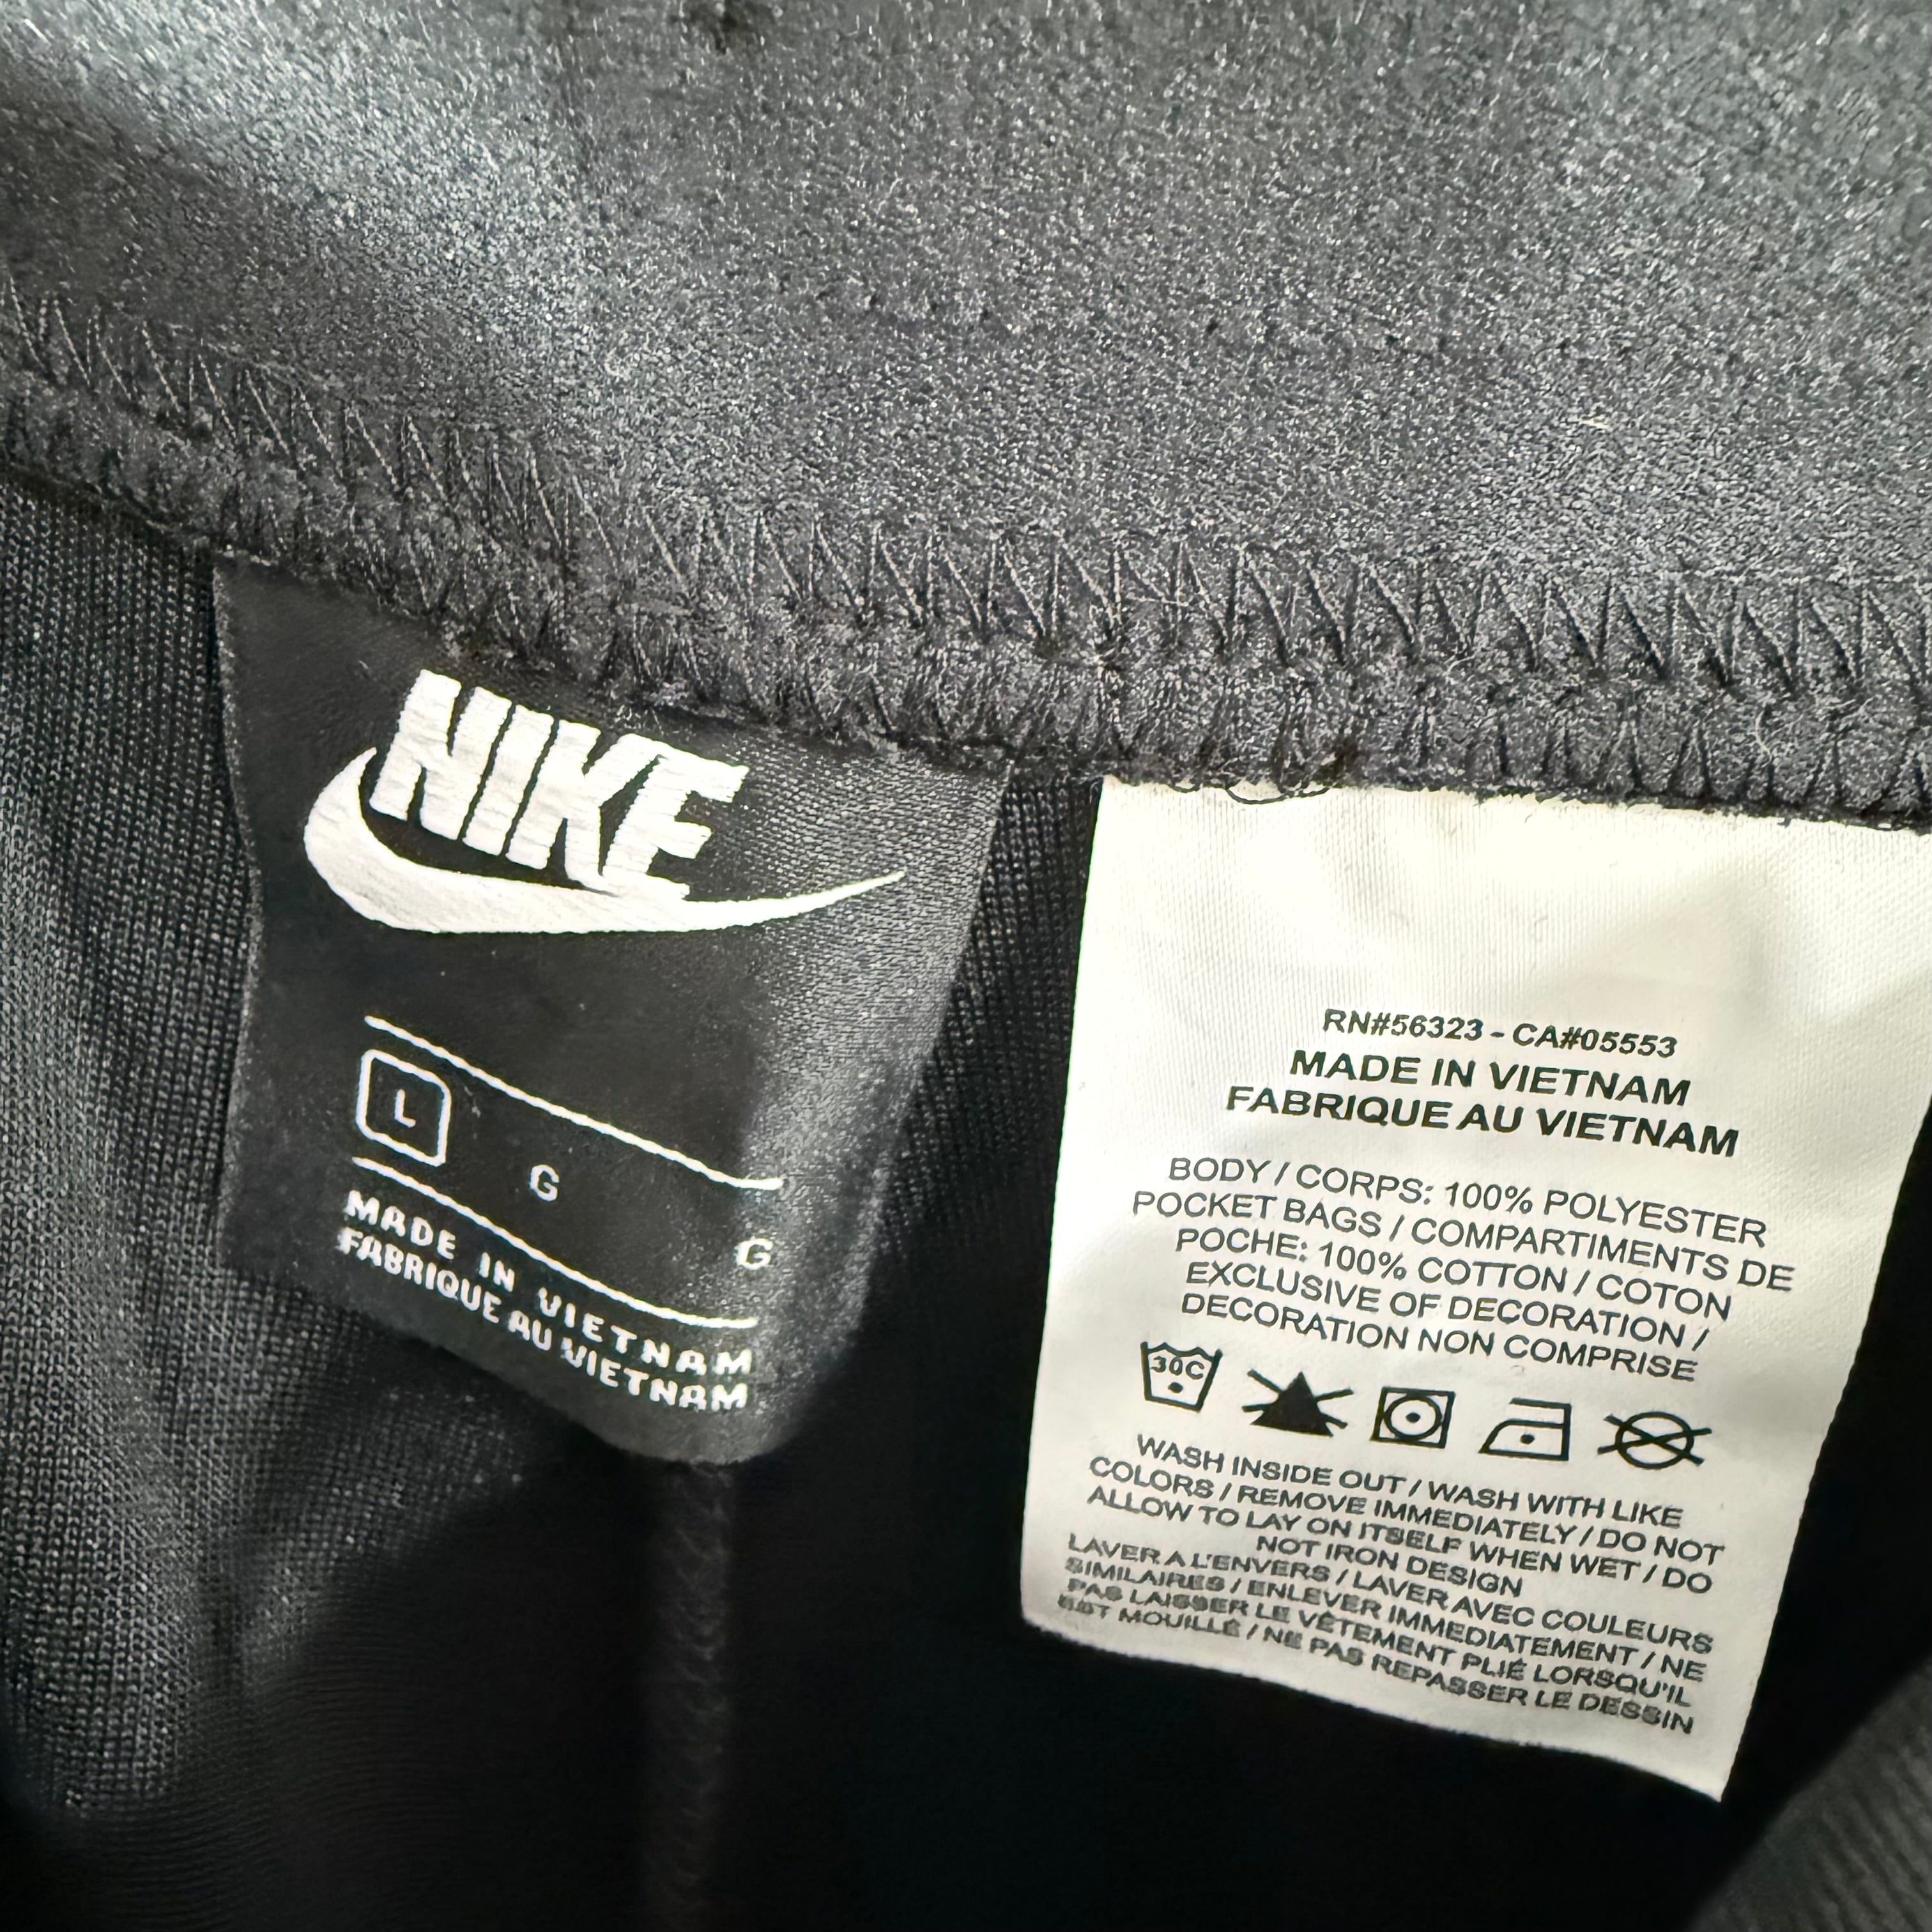 NIKE
L G G
MADE IN VIETNAM
FABRIQUE AU VIETNAM
RN#56323 - CA#05553
MADE IN VIETNAM
FABRIQUE AU VIETNAM
BODY / CORPS: 100% POLYESTER
POCKET BAGS / COMPARTIMENTS DE
POCHE: 100% COTTON / COTON
EXCLUSIVE OF DECORATION /
DECORATION NON COMPRISE
30C
WASH INSIDE OUT / WASH WITH LIKE
COLORS / REMOVE IMMEDIATELY / DO NOT
ALLOW TO LAY ON ITSELF WHEN WET / DO
NOT IRON DESIGN
LAVER A L'ENVERS / LAVER AVEC COULEURS
SIMILAIRES / ENLEVER IMMEDIATEMENT / NE
PAS LAISSER LE VÊTEMENT PLIÉ LORSQU'IL
EST MOUILLÉ / NE PAS REPASSER LE DESSIN